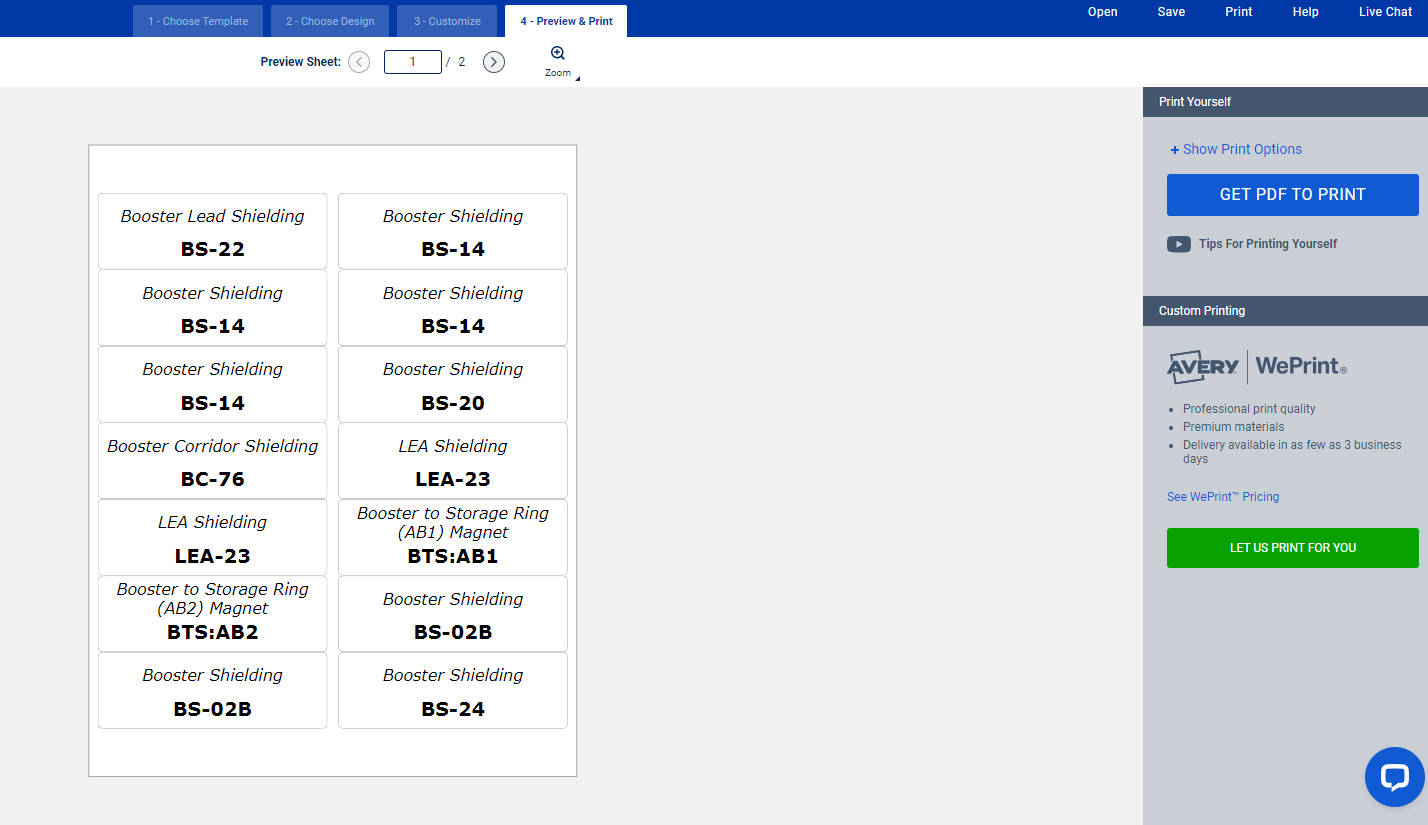 1 - Choose Template
2 - Choose Design
3 - Customize
4 - Preview & Print
Open
Save
Print
Help
Live Chat
Preview Sheet:
1
/ 2
Zoom
Booster Lead Shielding
BS-22
Booster Shielding
BS-14
Booster Shielding
BS-14
Booster Shielding
BS-14
Booster Shielding
BS-14
Booster Shielding
BS-20
Booster Corridor Shielding
BC-76
LEA Shielding
LEA-23
LEA Shielding
LEA-23
Booster to Storage Ring
(AB1) Magnet
BTS:AB1
Booster to Storage Ring
(AB2) Magnet
BTS:AB2
Booster Shielding
BS-02B
Booster Shielding
BS-02B
Booster Shielding
BS-24
Print Yourself
+ Show Print Options
GET PDF TO PRINT
Tips For Printing Yourself
Custom Printing
AVERY WePrint®
• Professional print quality
• Premium materials
• Delivery available in as few as 3 business
days
See WePrint™ Pricing
LET US PRINT FOR YOU